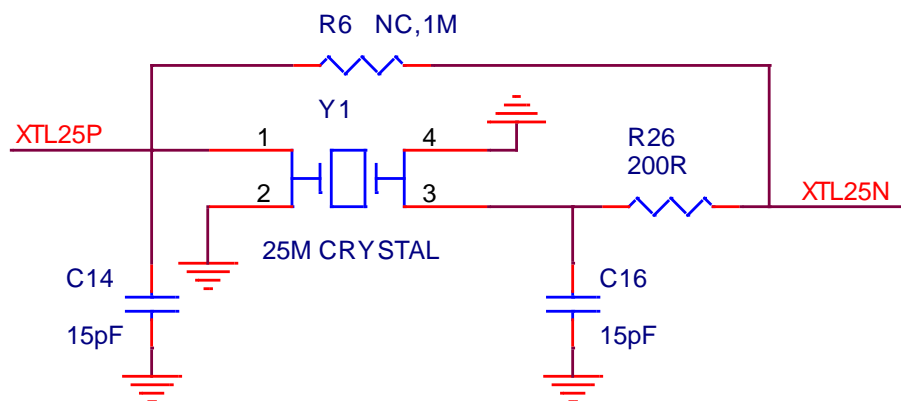 R6 NC,1M
Y1
XTL25P
1
4
R26
200R
2
3
XTL25N
25M CRYSTAL
C14
C16
15pF
15pF